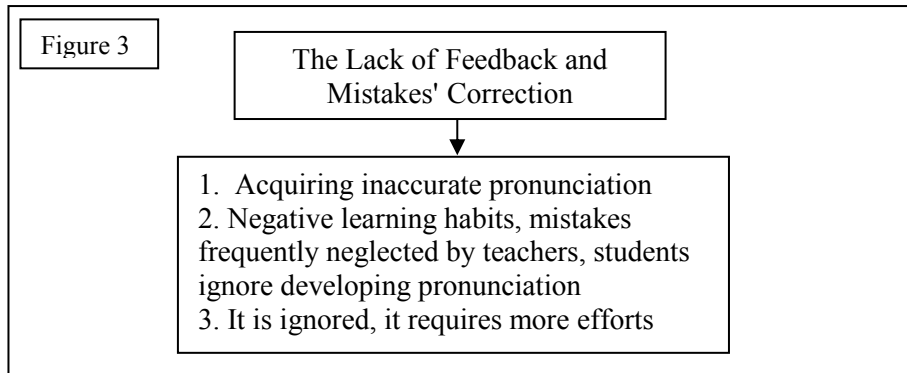 Figure 3
The Lack of Feedback and
Mistakes' Correction
1. Acquiring inaccurate pronunciation
2. Negative learning habits, mistakes
frequently neglected by teachers, students
ignore developing pronunciation
3. It is ignored, it requires more efforts